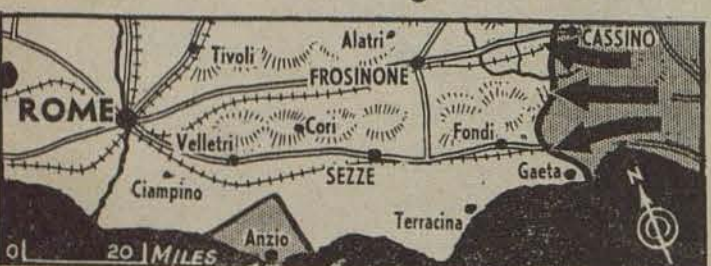 CASSINO
Alatri
Tivoli
FROSINONE
ROME
Cori
Velletri
Fondi
SEZZE
Gaeta
Ciampino
Terracina
Anzio
N
0 20 MILES